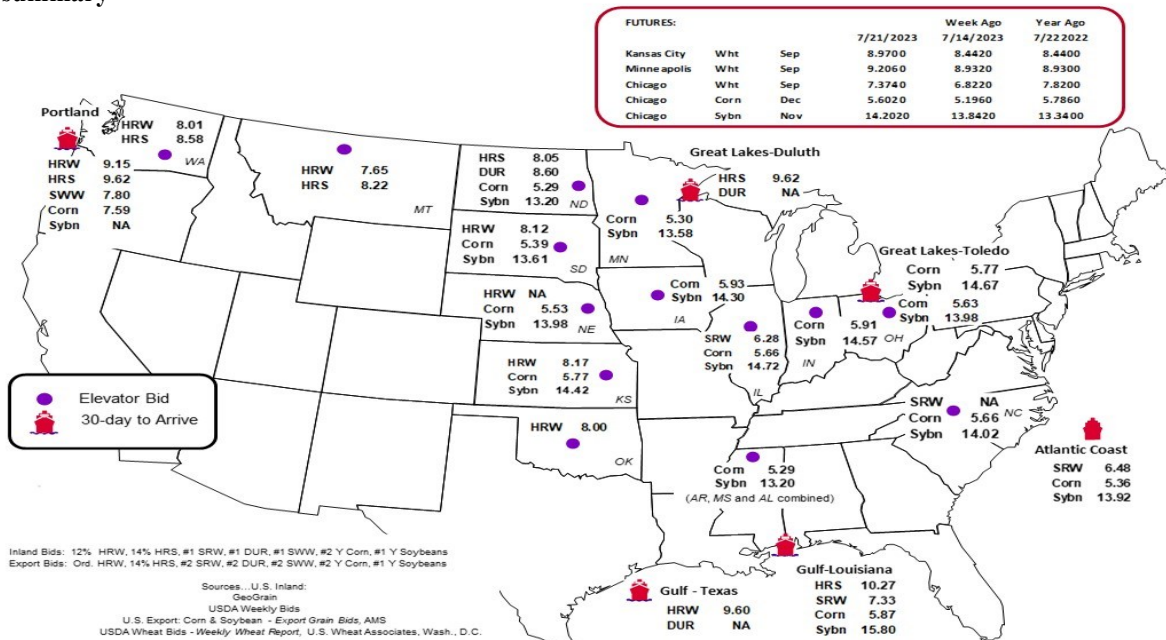 summary
FUTURES: Week Ago Year Ago
7/21/2023 7/14/2023 7/222022
Kansas City Wht Sep 8.9700 8.4420 8.4400
Minneapolis Wht Sep 9.2060 8.9320 8.9300
Chicago Wht Sep 7.3740 6.8220 7.8200
Chicago Corn Dec 5.6020 5.1960 5.7860
Chicago Sybn Nov 14.2020 13.8420 13.3400
Portland
HRW 9.15
HRS 9.62
SWW 7.80
Corn 7.59
Sybn NA
HRW 8.01
HRS 8.58
WA
HRW 7.65
HRS 8.22
MT
HRS 8.05
DUR 8.60
Corn 5.29
Sybn 13.20 ND
Great Lakes-Duluth
HRS 9.62
DUR NA
Corn 5.30
Sybn 13.58
MN
HRW 8.12
Corn 5.39
Sybn 13.61
SD
Great Lakes-Toledo
Corn 5.77
Sybn 14.67
Corn 5.63
Sybn 13.98
OH
HRW NA
Corn 5.53
Sybn 13.98 NE
Corn 5.93
Sybn 14.30
IA
SRW 6.28
Corn 5.66
Sybn 14.72
IL
Corn 5.91
Sybn 14.57
IN
HRW 8.17
Corn 5.77
Sybn 14.42
KS
Elevator Bid
30-day to Arrive
HRW 8.00
OK
SRW NA
Corn 5.66 NC
Sybn 14.02
Atlantic Coast
SRW 6.48
Corn 5.36
Sybn 13.92
Corn 5.29
Sybn 13.20
(AR, MS and AL combined)
Gulf - Texas
HRW 9.60
DUR NA
Gulf-Louisiana
HRS 10.27
SRW 7.33
Corn 5.87
Sybn 15.80
Inland Bids: 12% HRW, 14% HRS, #1 SRW, #1 DUR, #1 SWW, #2 Y Corn, #1 Y Soybeans
Export Bids: Ord. HRW, 14% HRS, #2 SRW, #2 DUR, #2 SWW, #2 Y Corn, #1 Y Soybeans
Sources...U.S. Inland:
GeoGrain
USDA Weekly Bids
U.S. Export: Corn & Soybean - Export Grain Bids, AMS
USDA Wheat Bids - Weekly Wheat Report, U.S. Wheat Associates, Wash., D.C.